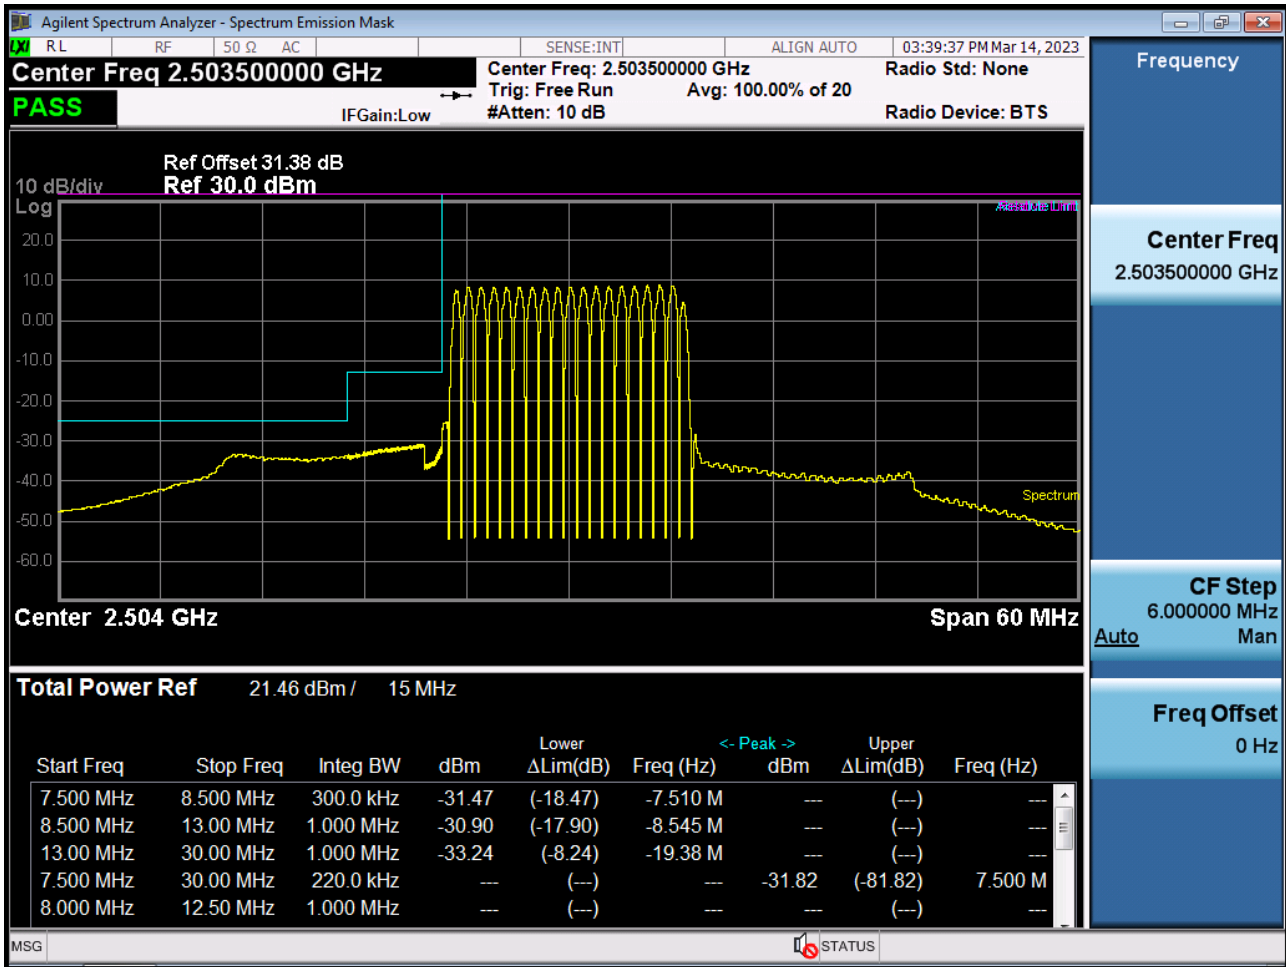 Agilent Spectrum Analyzer - Spectrum Emission Mask
LXI RL RF 50 Ω AC SENSE:INT ALIGN AUTO 03:39:37 PM Mar 14, 2023
Center Freq 2.503500000 GHz
Center Freq: 2.503500000 GHz Radio Std: None
Trig: Free Run Avg: 100.00% of 20
PASS
IFGain:Low #Atten: 10 dB Radio Device: BTS
Ref Offset 31.38 dB
10 dB/div Ref 30.0 dBm
Log
Absolute Limit
20.0
10.0
0.00
-10.0
-20.0
-30.0
-40.0
Spectrum
-50.0
-60.0
Center 2.504 GHz Span 60 MHz
Total Power Ref 21.46 dBm / 15 MHz
Lower <- Peak -> Upper
Start Freq Stop Freq Integ BW dBm ΔLim(dB) Freq (Hz) dBm ΔLim(dB) Freq (Hz)
7.500 MHz 8.500 MHz 300.0 kHz -31.47 (-18.47) -7.510 M --- (---) ---
8.500 MHz 13.00 MHz 1.000 MHz -30.90 (-17.90) -8.545 M --- (---) ---
13.00 MHz 30.00 MHz 1.000 MHz -33.24 (-8.24) -19.38 M --- (---) ---
7.500 MHz 30.00 MHz 220.0 kHz --- (---) --- -31.82 (-81.82) 7.500 M
8.000 MHz 12.50 MHz 1.000 MHz --- (---) --- --- (---) ---
MSG STATUS
Frequency
Center Freq
2.503500000 GHz
CF Step
6.000000 MHz
Auto Man
Freq Offset
0 Hz